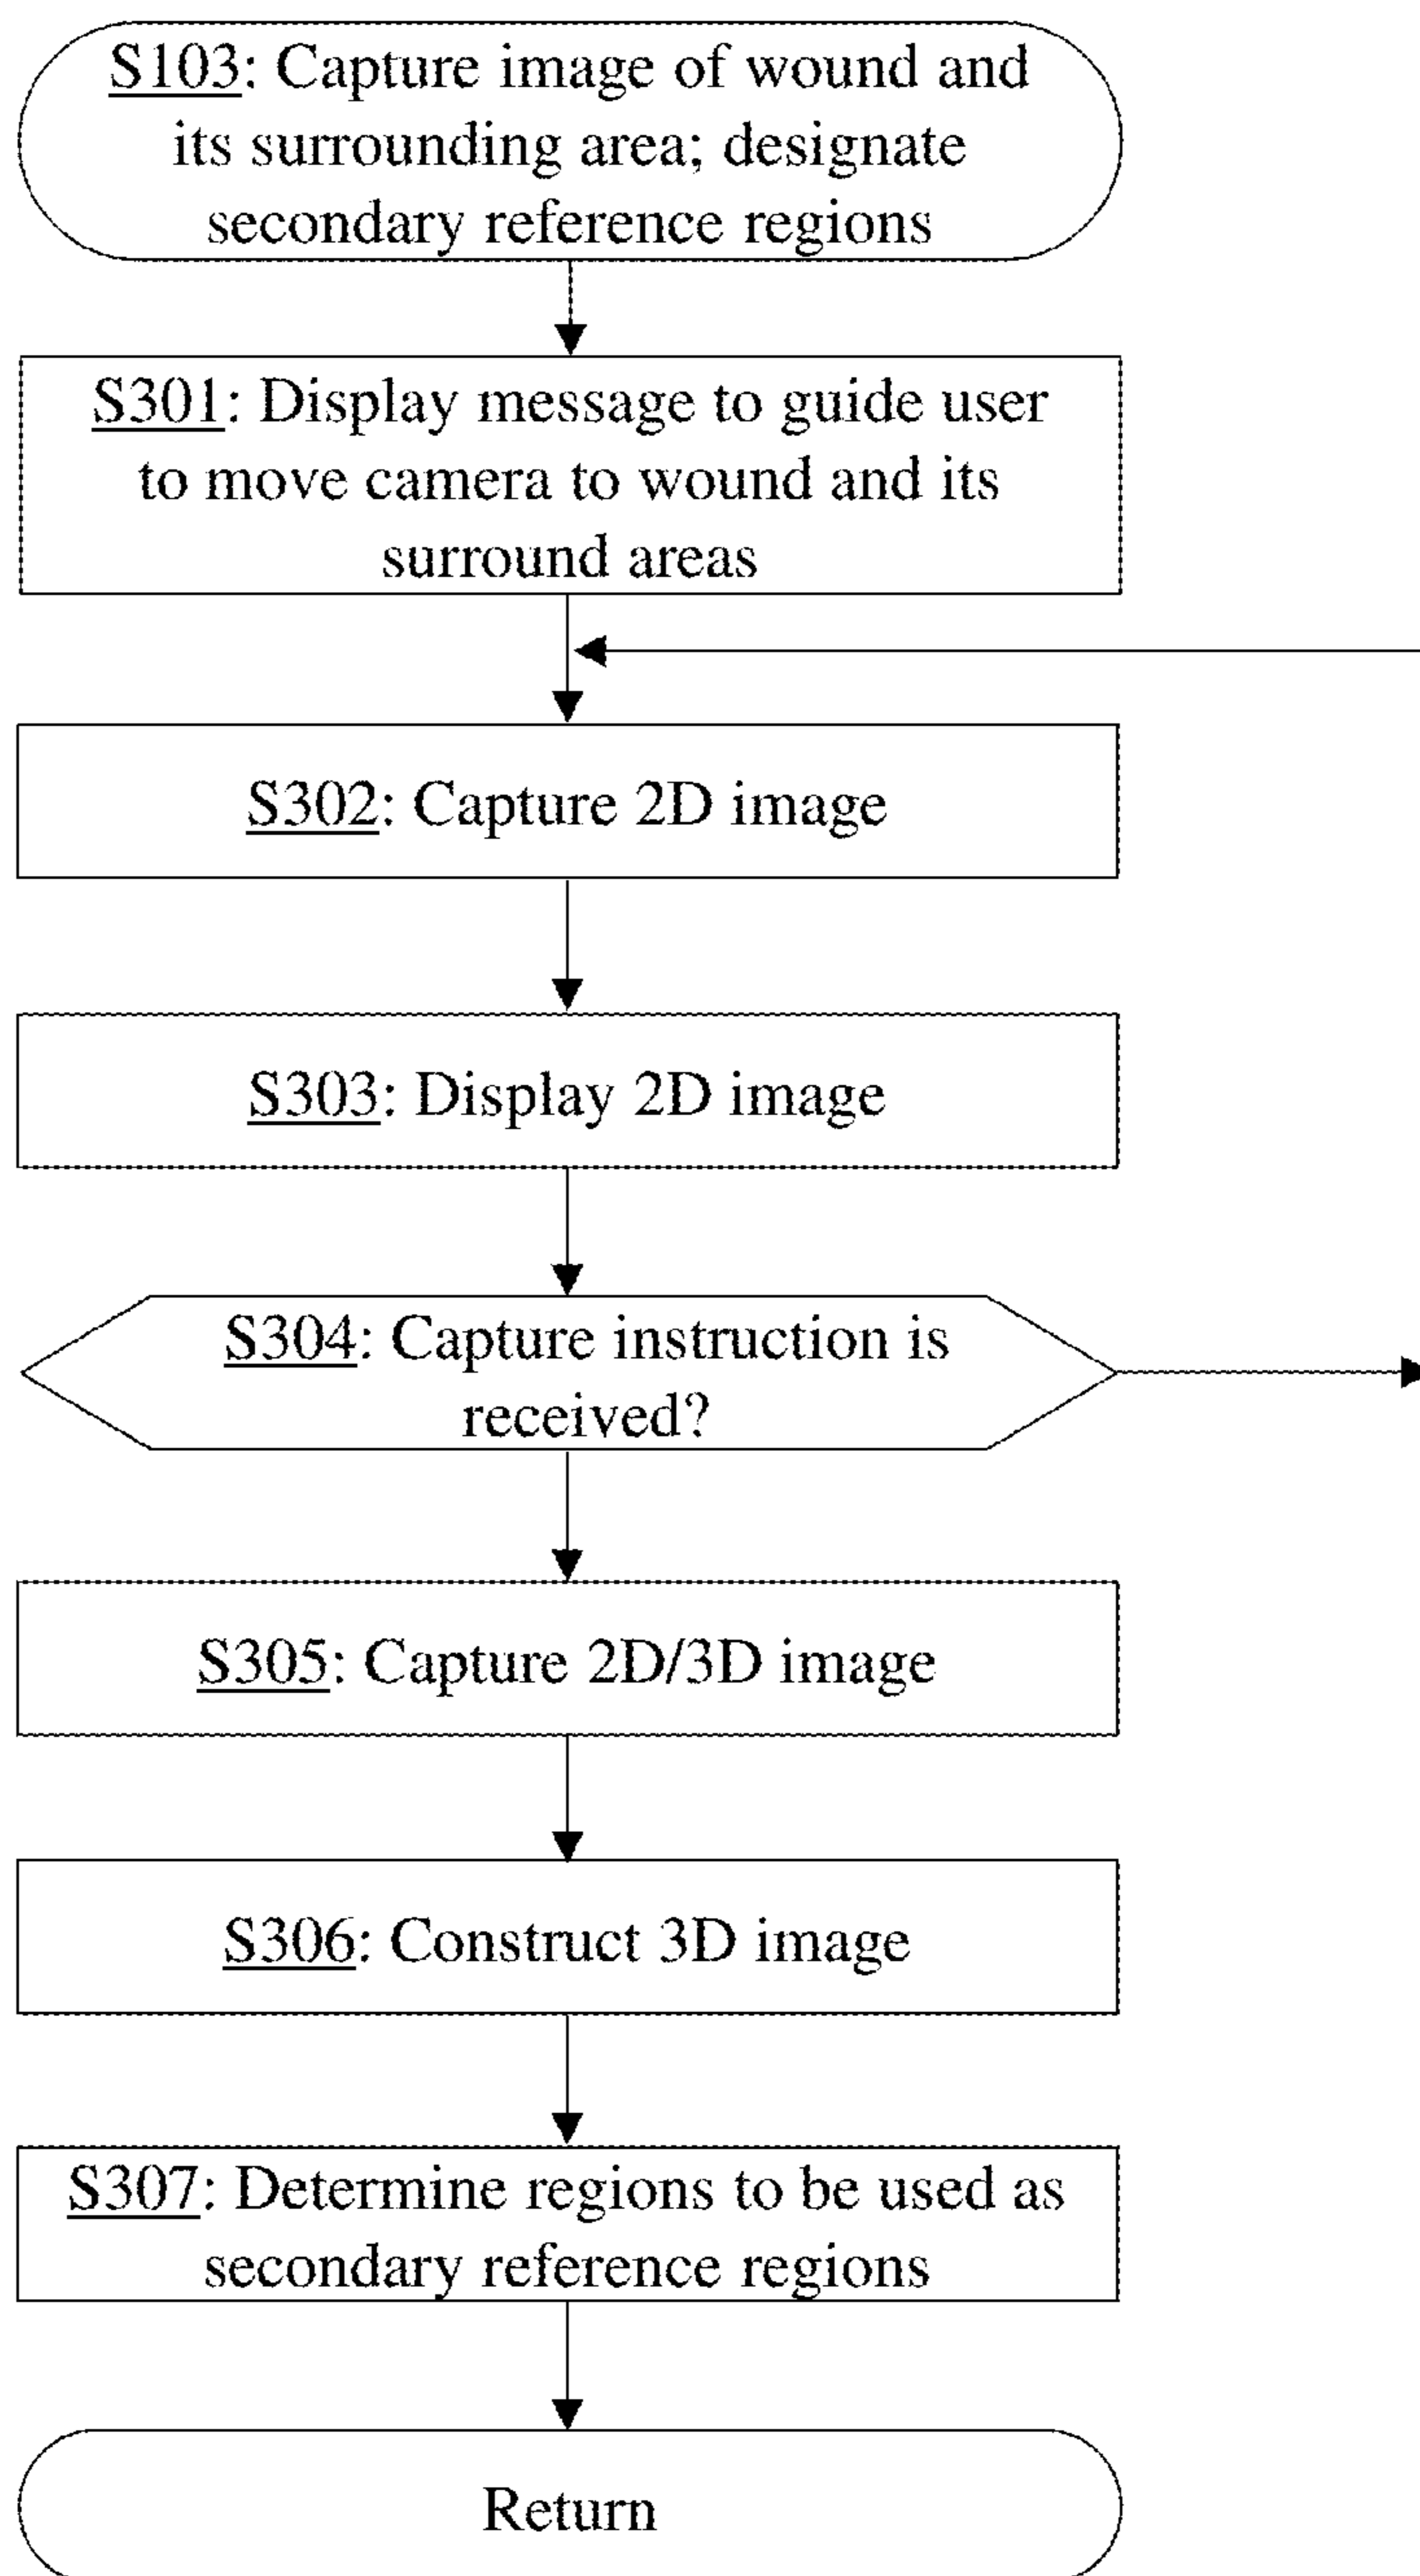 S103: Capture image of wound and
its surrounding area; designate
secondary reference regions
S301: Display message to guide user
to move camera to wound and its
surround areas
S302: Capture 2D image
S303: Display 2D image
S304: Capture instruction is
received?
S305: Capture 2D/3D image
S306: Construct 3D image
S307: Determine regions to be used as
secondary reference regions
Return